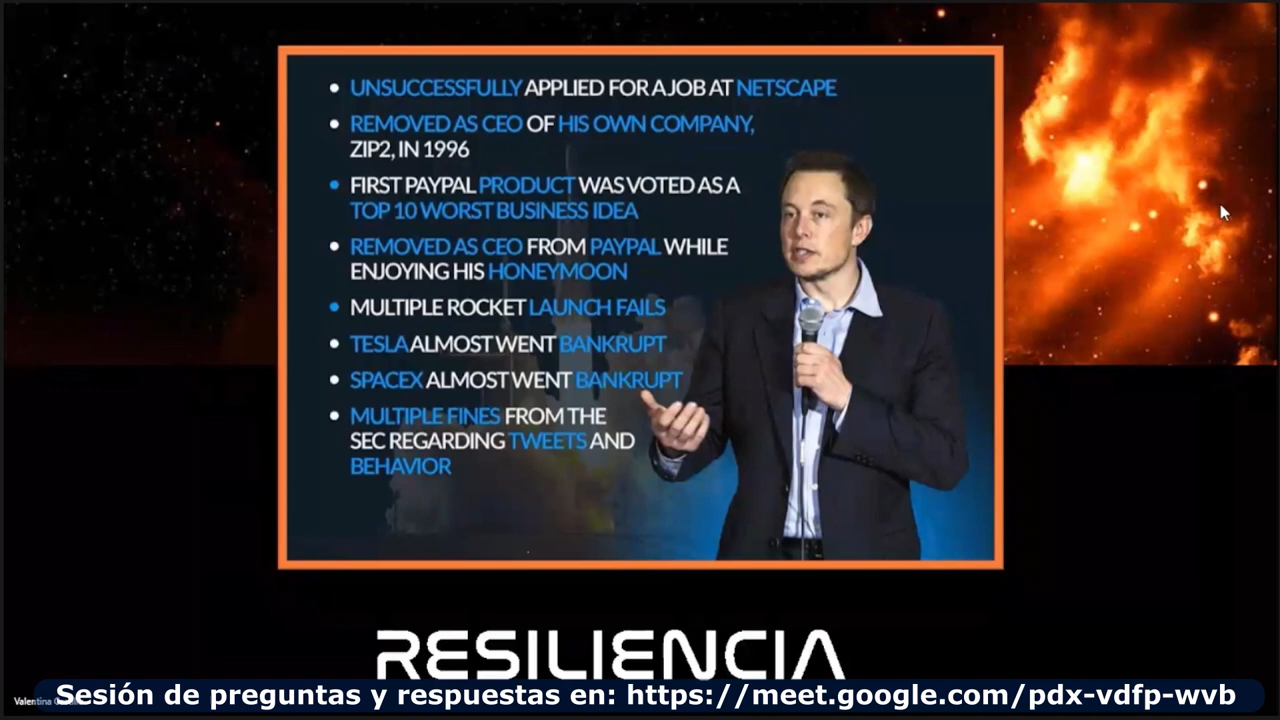 UNSUCCESSFULLY APPLIED FOR A JOB AT NETSCAPE
REMOVED AS CEO OF HIS OWN COMPANY,
ZIP2, IN 1996
FIRST PAYPAL PRODUCT WAS VOTED AS A
TOP 10 WORST BUSINESS IDEA
REMOVED AS CEO FROM PAYPAL WHILE
ENJOYING HIS HONEYMOON
MULTIPLE ROCKET LAUNCH FAILS
TESLA ALMOST WENT BANKRUPT
SPACEX ALMOST WENT BANKRUPT
MULTIPLE FINES FROM THE
SEC REGARDING TWEETS AND
BEHAVIOR
RESILIENCIA
Valentina
Sesión de preguntas y respuestas en: https://meet.google.com/pdx-vdfp-wvb